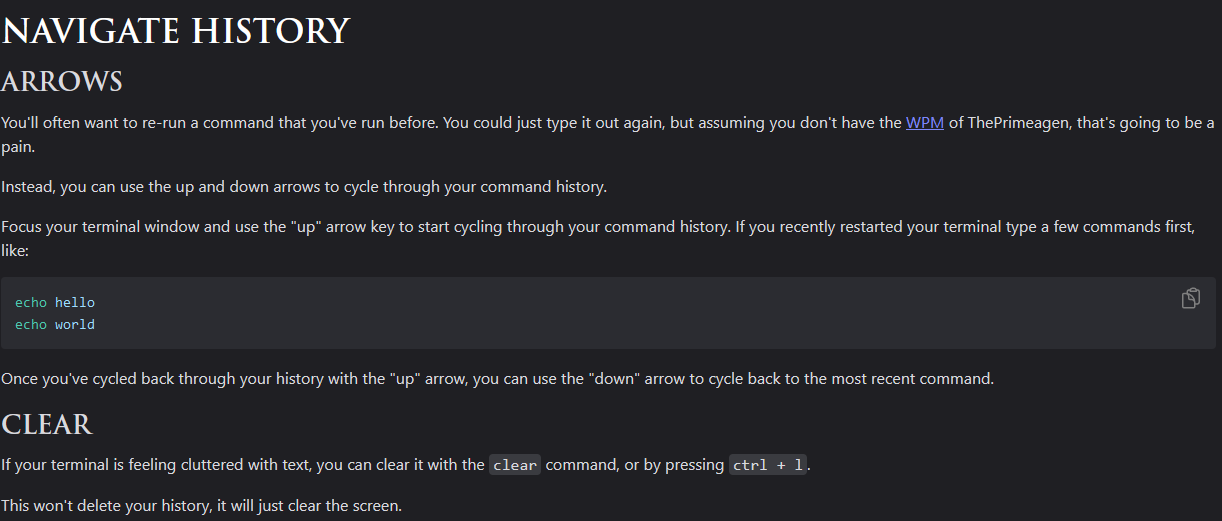 NAVIGATE HISTORY
ARROWS
You'll often want to re-run a command that you've run before. You could just type it out again, but assuming you don't have the WPM of ThePrimeagen, that's going to be a
pain.
Instead, you can use the up and down arrows to cycle through your command history.
Focus your terminal window and use the "up" arrow key to start cycling through your command history. If you recently restarted your terminal type a few commands first,
like:
echo hello
echo world
Once you've cycled back through your history with the "up" arrow, you can use the "down" arrow to cycle back to the most recent command.
CLEAR
If your terminal is feeling cluttered with text, you can clear it with the clear command, or by pressing ctrl + l.
This won't delete your history, it will just clear the screen.